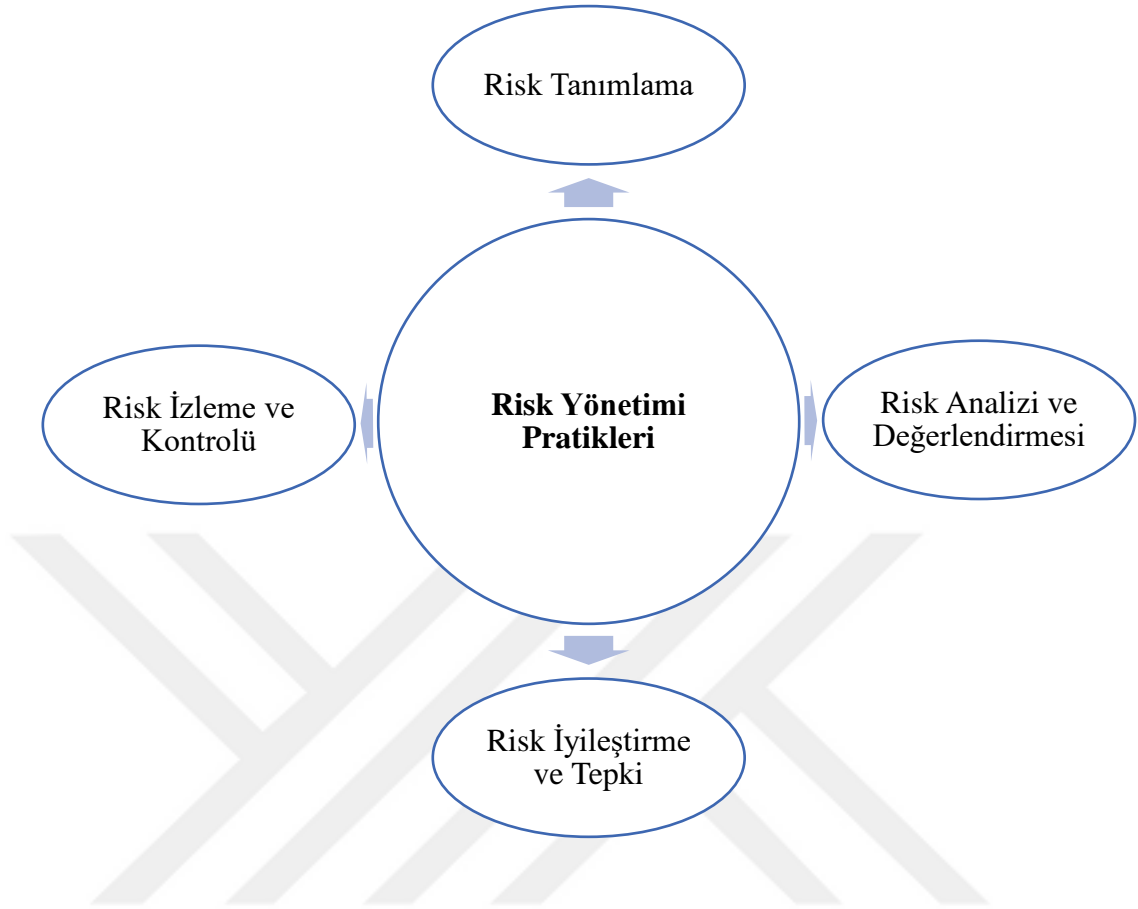 Risk Tanımlama
Risk İzleme ve
Kontrolü
Risk Yönetimi
Pratikleri
Risk Analizi ve
Değerlendirmesi
Risk İyileştirme
ve Tepki